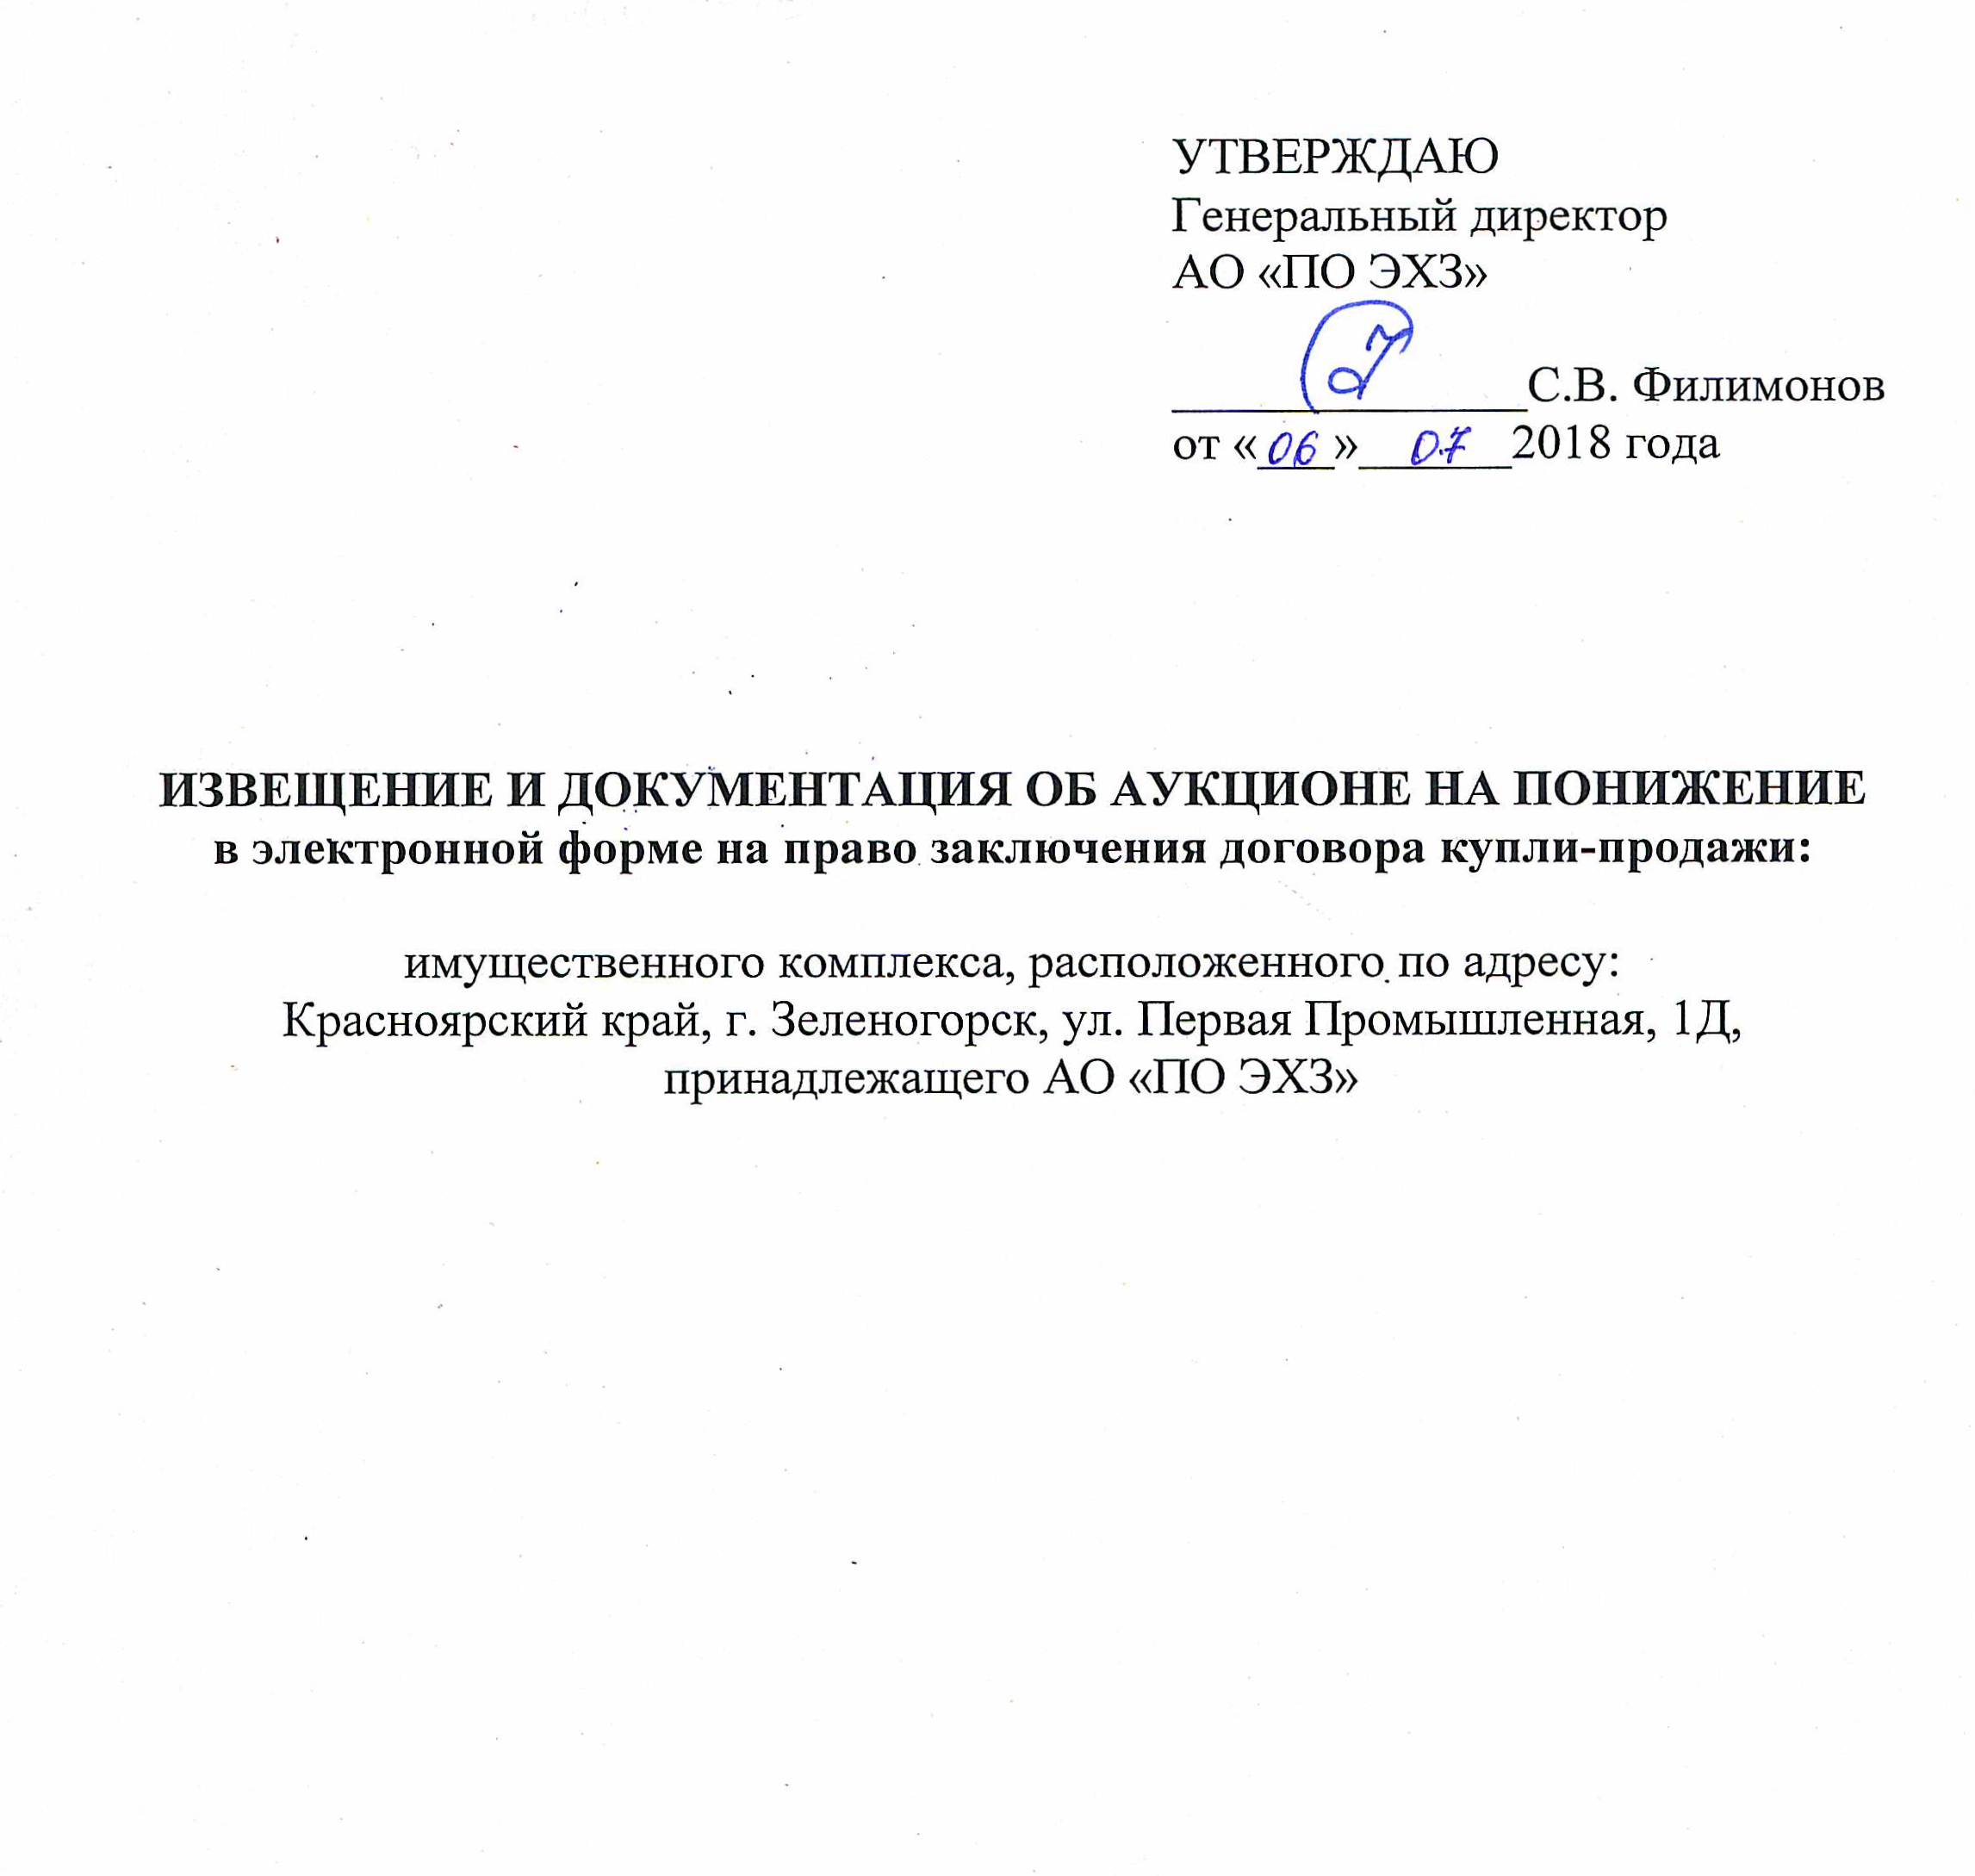 УТВЕРЖДАЮ
Генеральный директор
АО «ПО ЭХЗ»
С.В. Филимонов
от «06» 07 2018 года
ИЗВЕЩЕНИЕ И ДОКУМЕНТАЦИЯ ОБ АУКЦИОНЕ НА ПОНИЖЕНИЕ
в электронной форме на право заключения договора купли-продажи:
имущественного комплекса, расположенного по адресу:
Красноярский край, г. Зеленогорск, ул. Первая Промышленная, 1Д,
принадлежащего АО «ПО ЭХЗ»